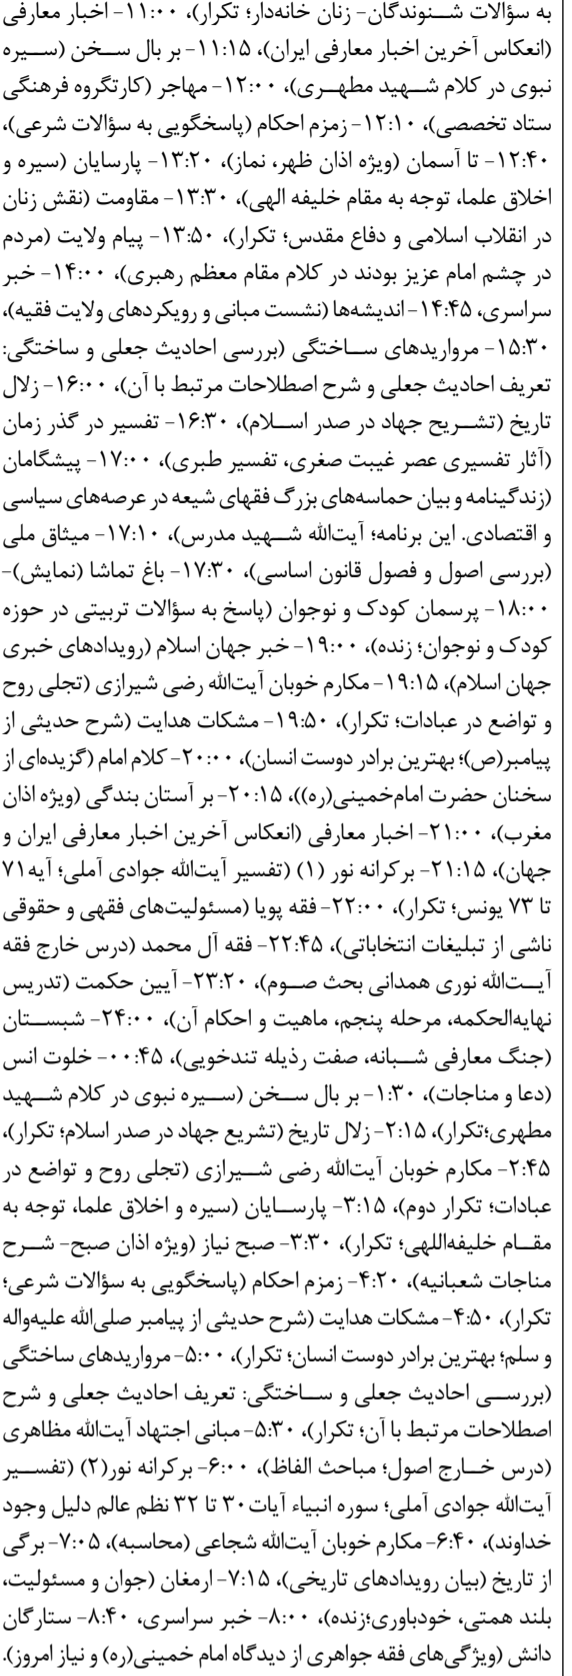 به سؤالات شنوندگان- زنان خانه‌دار؛ تکرار)، ۱۱:۰۰- اخبار معارفی
(انعکاس آخرین اخبار معارفی ایران)، ۱۱:۱۵- بر بال سخن (سیره
نبوی در کلام شهید مطهری)، ۱۲:۰۰- مهاجر (کارتگروه فرهنگی
ستاد تخصصی)، ۱۲:۱۰- زمزم احکام (پاسخگویی به سؤالات شرعی)،
۱۲:۴۰- تا آسمان (ویژه اذان ظهر، نماز)، ۱۳:۲۰- پارسایان (سیره و
اخلاق علما، توجه به مقام خلیفه الهی)، ۱۳:۳۰- مقاومت (نقش زنان
در انقلاب اسلامی و دفاع مقدس؛ تکرار)، ۱۳:۵۰- پیام ولایت (مردم
در چشم امام عزیز بودند در کلام مقام معظم رهبری)، ۱۴:۰۰- خبر
سراسری، ۱۴:۴۵- اندیشه‌ها (نشست مبانی و رویکردهای ولایت فقیه)،
۱۵:۳۰- مرواریدهای ساختگی (بررسی احادیث جعلی و ساختگی:
تعریف احادیث جعلی و شرح اصطلاحات مرتبط با آن)، ۱۶:۰۰- زلال
تاریخ (تشریح جهاد در صدر اسلام)، ۱۶:۳۰- تفسیر در گذر زمان
(آثار تفسیری عصر غیبت صغری، تفسیر طبری)، ۱۷:۰۰- پیشگامان
(زندگینامه و بیان حماسه‌های بزرگ فقهای شیعه در عرصه‌های سیاسی
و اقتصادی. این برنامه؛ آیت‌الله شهید مدرس)، ۱۷:۱۰- میثاق ملی
(بررسی اصول و فصول قانون اساسی)، ۱۷:۳۰- باغ تماشا (نمایش)-
۱۸:۰۰- پرسمان کودک و نوجوان (پاسخ به سؤالات تربیتی در حوزه
کودک و نوجوان؛ زنده)، ۱۹:۰۰- خبر جهان اسلام (رویدادهای خبری
جهان اسلام)، ۱۹:۱۵- مکارم خوبان آیت‌الله رضی شیرازی (تجلی روح
و تواضع در عبادات؛ تکرار)، ۱۹:۵۰- مشکات هدایت (شرح حدیثی از
پیامبر(ص)؛ بهترین برادر دوست انسان)، ۲۰:۰۰- کلام امام (گزیده‌ای از
سخنان حضرت امام‌خمینی(ره))، ۲۰:۱۵- بر آستان بندگی (ویژه اذان
مغرب)، ۲۱:۰۰- اخبار معارفی (انعکاس آخرین اخبار معارفی ایران و
جهان)، ۲۱:۱۵- برکرانه نور (۱) (تفسیر آیت‌الله جوادی آملی؛ آیه ۷۱
تا ۷۳ یونس؛ تکرار)، ۲۲:۰۰- فقه پویا (مسئولیت‌های فقهی و حقوقی
ناشی از تبلیغات انتخاباتی)، ۲۲:۴۵- فقه آل محمد (درس خارج فقه
آیت‌الله نوری همدانی بحث صوم)، ۲۳:۲۰- آیین حکمت (تدریس
نهایه‌الحکمه، مرحله پنجم، ماهیت و احکام آن)، ۲۴:۰۰- شبستان
(جنگ معارفی شبانه، صفت رذیله تندخویی)، ۰۰:۴۵- خلوت انس
(دعا و مناجات)، ۱:۳۰- بر بال سخن (سیره نبوی در کلام شهید
مطهری؛تکرار)، ۲:۱۵- زلال تاریخ (تشریع جهاد در صدر اسلام؛ تکرار)،
۲:۴۵- مکارم خوبان آیت‌الله رضی شیرازی (تجلی روح و تواضع در
عبادات؛ تکرار دوم)، ۳:۱۵- پارسایان (سیره و اخلاق علما، توجه به
مقام خلیفه‌اللهی؛ تکرار)، ۳:۳۰- صبح نیاز (ویژه اذان صبح- شرح
مناجات شعبانیه)، ۴:۲۰- زمزم احکام (پاسخگویی به سؤالات شرعی؛
تکرار)، ۴:۵۰- مشکات هدایت (شرح حدیثی از پیامبر صلی‌الله علیه‌واله
و سلم؛ بهترین برادر دوست انسان؛ تکرار)، ۵:۰۰- مرواریدهای ساختگی
(بررسی احادیث جعلی و ساختگی: تعریف احادیث جعلی و شرح
اصطلاحات مرتبط با آن؛ تکرار)، ۵:۳۰- مبانی اجتهاد آیت‌الله مظاهری
(درس خارج اصول؛ مباحث الفاظ)، ۶:۰۰- برکرانه نور(۲) (تفسیر
آیت‌الله جوادی آملی؛ سوره انبیاء آیات ۳۰ تا ۳۲ نظم عالم دلیل وجود
خداوند)، ۶:۴۰- مکارم خوبان آیت‌الله شجاعی (محاسبه)، ۷:۰۵- برگی
از تاریخ (بیان رویدادهای تاریخی)، ۷:۱۵- ارمغان (جوان و مسئولیت،
بلند همتی، خودباوری؛زنده)، ۸:۰۰- خبر سراسری، ۸:۴۰- ستارگان
دانش (ویژگی‌های فقه جواهری از دیدگاه امام خمینی(ره) و نیاز امروز).